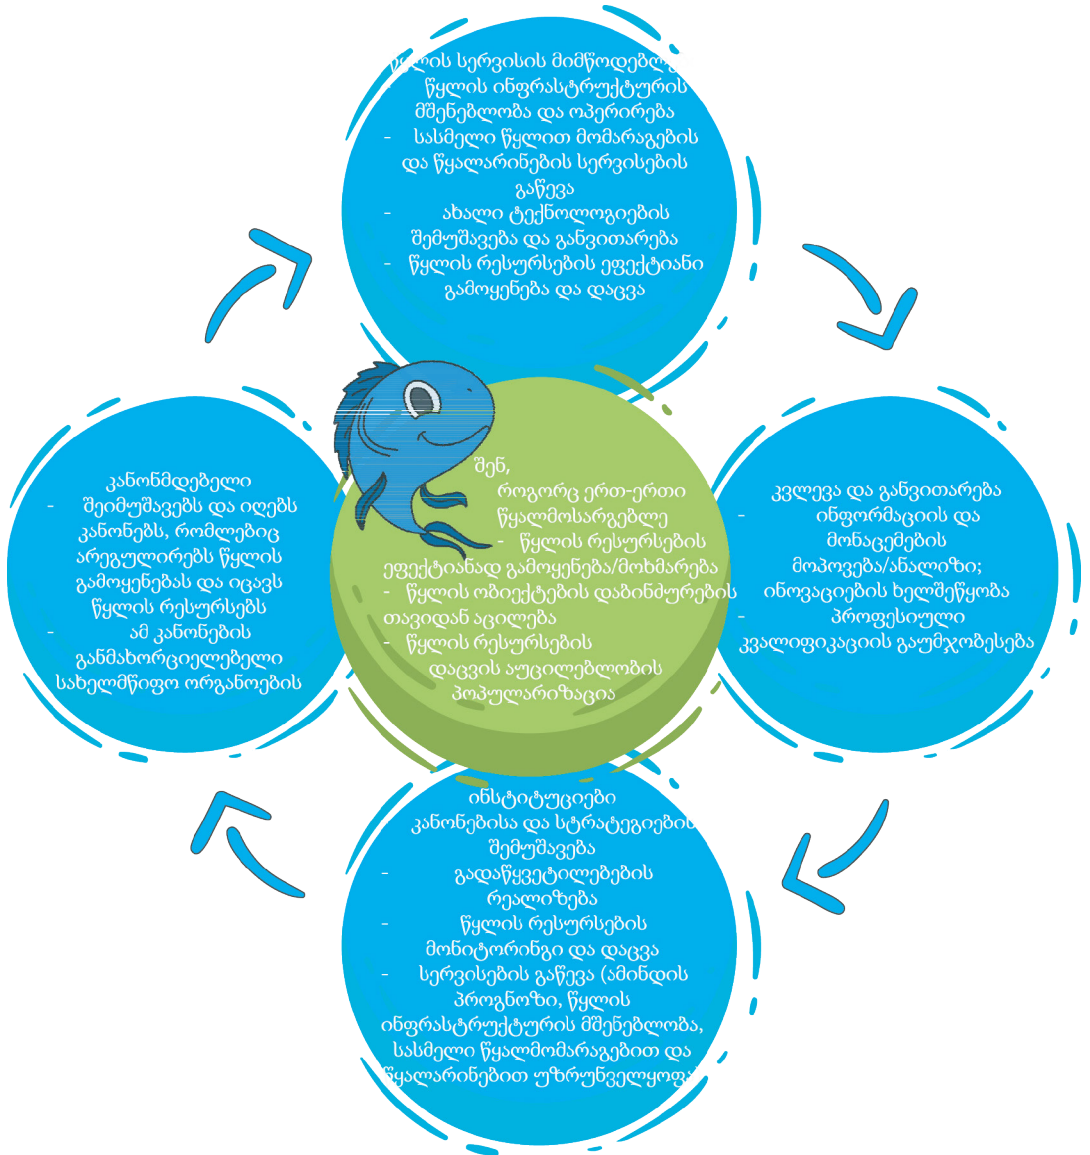 წყლის სერვისის მიმწოდებლ
წყლის ინფრასტრუქტურის
მშენებლობა და ოპერირება
- სასმელი წყლით მომარაგების
და წყალარინების სერვისების
გაწევა
- ახალი ტექნოლოგიების
შემუშავება და განვითარება
- წყლის რესურსების ეფექტიანი
გამოყენება და დაცვა
კანონმდებელი
- შეიმუშავებს და იღებს
კანონებს, რომლებიც
არეგულირებს წყლის
გამოყენებას და იცავს
წყლის რესურსებს
- ამ კანონების
განმახორციელებელი
სახელმწიფო ორგანოების
შენ,
როგორც ერთ-ერთი
წყალმოსარგებლე
- წყლის რესურსების
ეფექტიანად გამოყენება/მოხმარება
- წყლის ობიექტების დაბინძურების
თავიდან აცილება
- წყლის რესურსების
დაცვის აუცილებლობის
პოპულარიზაცია
კვლევა და განვითარება
- ინფორმაციის და
მონაცემების
მოპოვება/ანალიზი;
ინოვაციების ხელშეწყობა
- პროფესიული
კვალიფიკაციის გაუმჯობესება
ინსტიტუციები
კანონებისა და სტრატეგიების
შემუშავება
- გადაწყვეტილებების
რეალიზება
- წყლის რესურსების
მონიტორინგი და დაცვა
- სერვისების გაწევა (ამინდის
პროგნოზი, წყლის
ინფრასტრუქტურის მშენებლობა,
სასმელი წყალმომარაგებით და
წყალარინებით უზრუნველყოფა